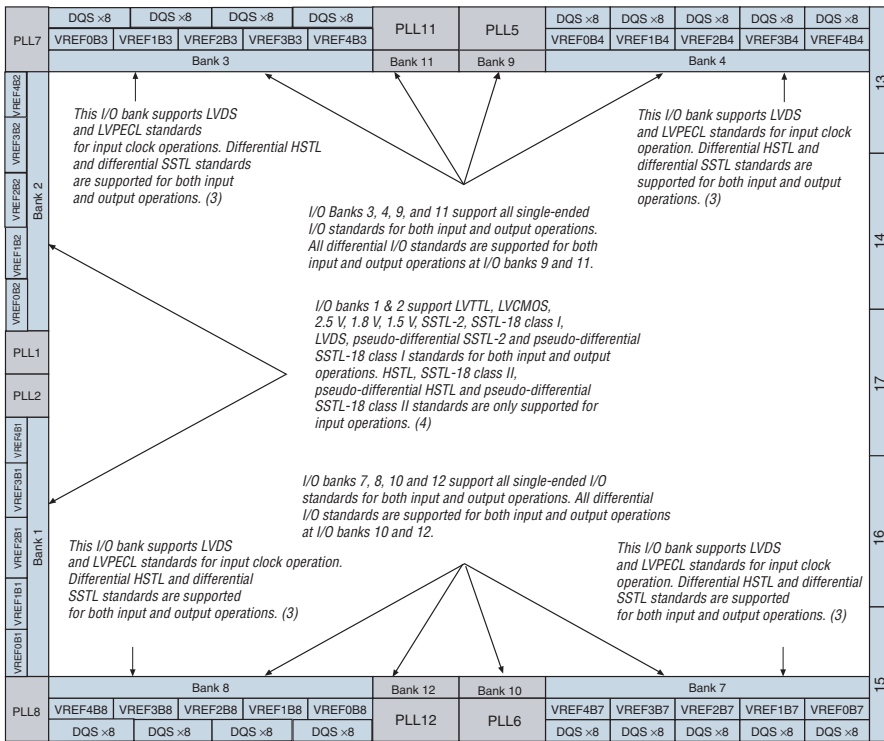 PLL7
DQS ×8 DQS ×8 DQS ×8 DQS ×8
VREF0B3 VREF1B3 VREF2B3 VREF3B3 VREF4B3
Bank 3
PLL11 PLL5
Bank 11 Bank 9
DQS ×8 DQS ×8 DQS ×8 DQS ×8 DQS ×8
VREF0B4 VREF1B4 VREF2B4 VREF3B4 VREF4B4
Bank 4
VREF4B2
VREF3B2
VREF2B2
VREF1B2
VREF0B2
Bank 2
PLL1
PLL2
VREF4B1
VREF3B1
VREF2B1
VREF1B1
VREF0B1
Bank 1
This I/O bank supports LVDS
and LVPECL standards
for input clock operations. Differential HSTL
and differential SSTL standards
are supported for both input
and output operations. (3)
This I/O bank supports LVDS
and LVPECL standards for input clock
operation. Differential HSTL and
differential SSTL standards are
supported for both input and output
operations. (3)
I/O Banks 3, 4, 9, and 11 support all single-ended
I/O standards for both input and output operations.
All differential I/O standards are supported for both
input and output operations at I/O banks 9 and 11.
I/O banks 1 & 2 support LVTTL, LVCMOS,
2.5 V, 1.8 V, 1.5 V, SSTL-2, SSTL-18 class I,
LVDS, pseudo-differential SSTL-2 and pseudo-differential
SSTL-18 class I standards for both input and output
operations. HSTL, SSTL-18 class II,
pseudo-differential HSTL and pseudo-differential
SSTL-18 class II standards are only supported for
input operations. (4)
I/O banks 7, 8, 10 and 12 support all single-ended I/O
standards for both input and output operations. All differential
I/O standards are supported for both input and output operations
at I/O banks 10 and 12.
This I/O bank supports LVDS
and LVPECL standards for input clock operation.
Differential HSTL and differential
SSTL standards are supported
for both input and output operations. (3)
This I/O bank supports LVDS
and LVPECL standards for input clock
operation. Differential HSTL and differential
SSTL standards are supported
for both input and output operations. (3)
13
14
17
16
15
PLL8
Bank 8
VREF4B8 VREF3B8 VREF2B8 VREF1B8 VREF0B8
DQS ×8 DQS ×8 DQS ×8 DQS ×8
Bank 12 Bank 10
PLL12 PLL6
Bank 7
VREF4B7 VREF3B7 VREF2B7 VREF1B7 VREF0B7
DQS ×8 DQS ×8 DQS ×8 DQS ×8 DQS ×8